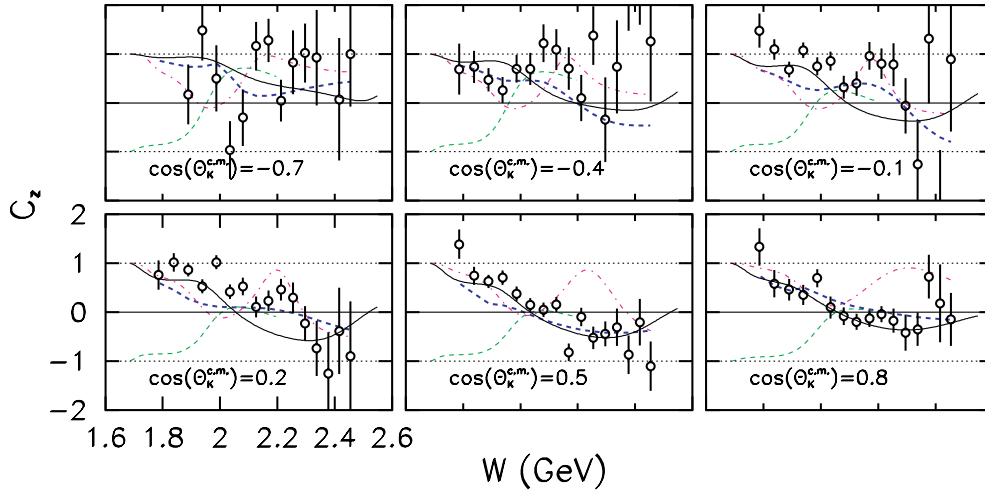 cos(Θ_K^c.m.)=−0.7 cos(Θ_K^c.m.)=−0.4 cos(Θ_K^c.m.)=−0.1
C_z
2
1
0
−1
−2
cos(Θ_K^c.m.)=0.2 cos(Θ_K^c.m.)=0.5 cos(Θ_K^c.m.)=0.8
1.6 1.8 2 2.2 2.4 2.6
W (GeV)